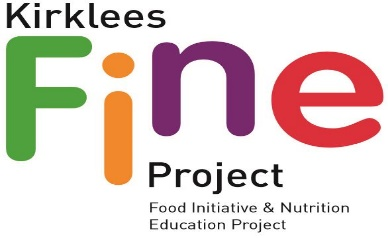 Kirklees
Fine
Project
Food Initiative & Nutrition
Education Project